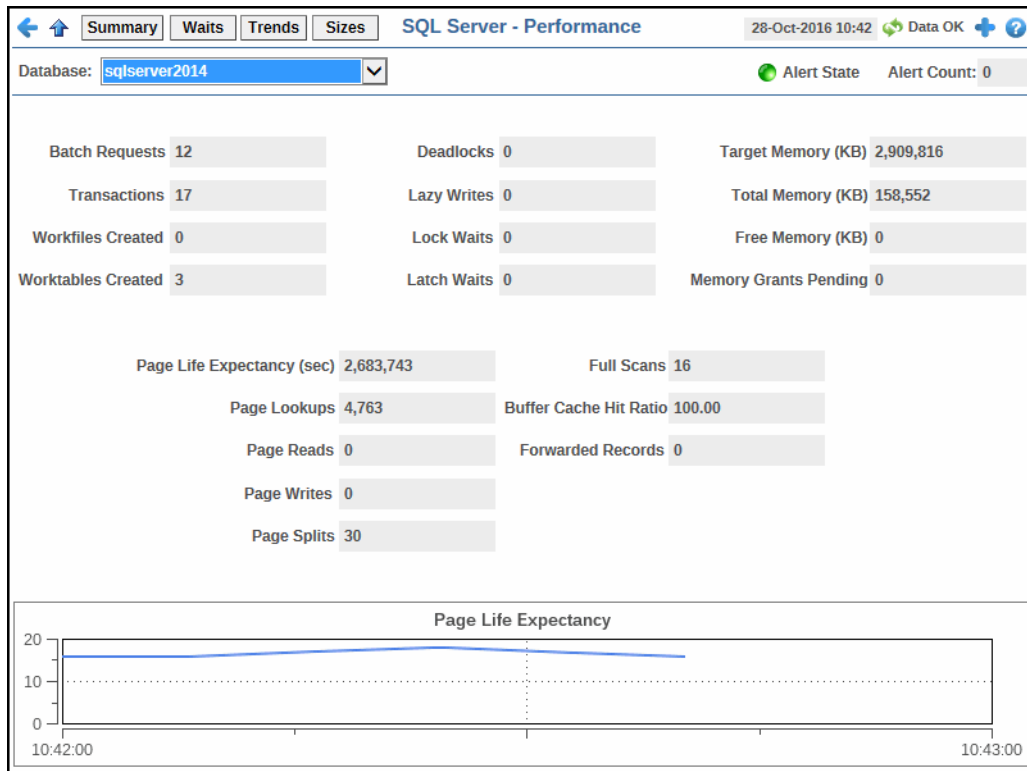 Summary Waits Trends Sizes SQL Server - Performance 28-Oct-2016 10:42 Data OK
Database: sqlserver2014 Alert State Alert Count: 0
Batch Requests 12 Deadlocks 0 Target Memory (KB) 2,909,816
Transactions 17 Lazy Writes 0 Total Memory (KB) 158,552
Workfiles Created 0 Lock Waits 0 Free Memory (KB) 0
Worktables Created 3 Latch Waits 0 Memory Grants Pending 0
Page Life Expectancy (sec) 2,683,743 Full Scans 16
Page Lookups 4,763 Buffer Cache Hit Ratio 100.00
Page Reads 0 Forwarded Records 0
Page Writes 0
Page Splits 30
Page Life Expectancy
20
10
0
10:42:00 10:43:00